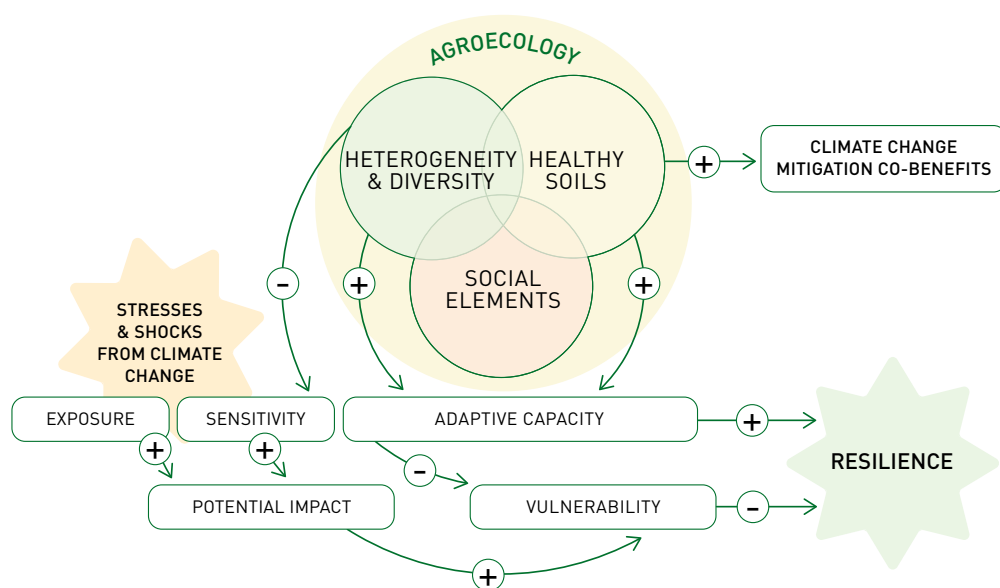 AGROECOLOGY
HETEROGENEITY
& DIVERSITY
HEALTHY
SOILS
+
CLIMATE CHANGE
MITIGATION CO-BENEFITS
SOCIAL
ELEMENTS
-
+
+
STRESSES
& SHOCKS
FROM CLIMATE
CHANGE
EXPOSURE
SENSITIVITY
ADAPTIVE CAPACITY
+
RESILIENCE
+
+
-
POTENTIAL IMPACT
VULNERABILITY
-
+